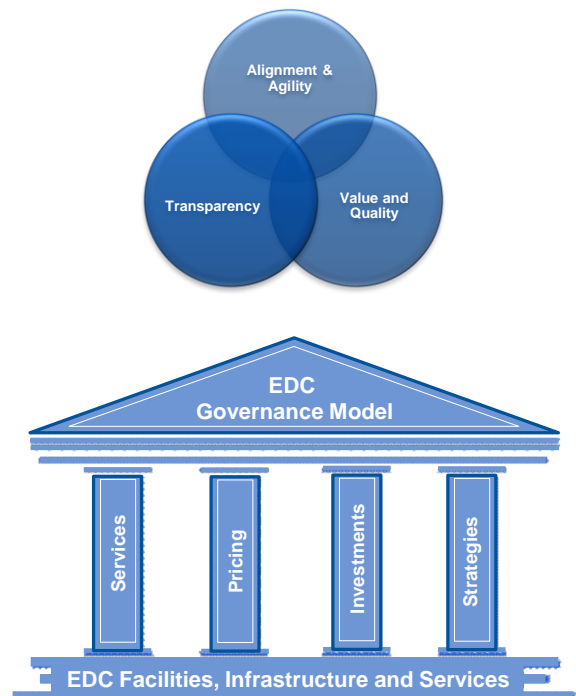 Alignment &
Agility
Transparency
Value and
Quality
EDC
Governance Model
Services
Pricing
Investments
Strategies
EDC Facilities, Infrastructure and Services